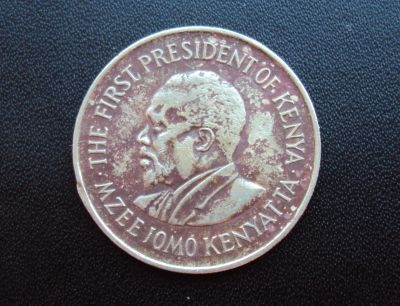 · THE FIRST PRESIDENT OF KENYA ·
MZEE JOMO KENYATTA